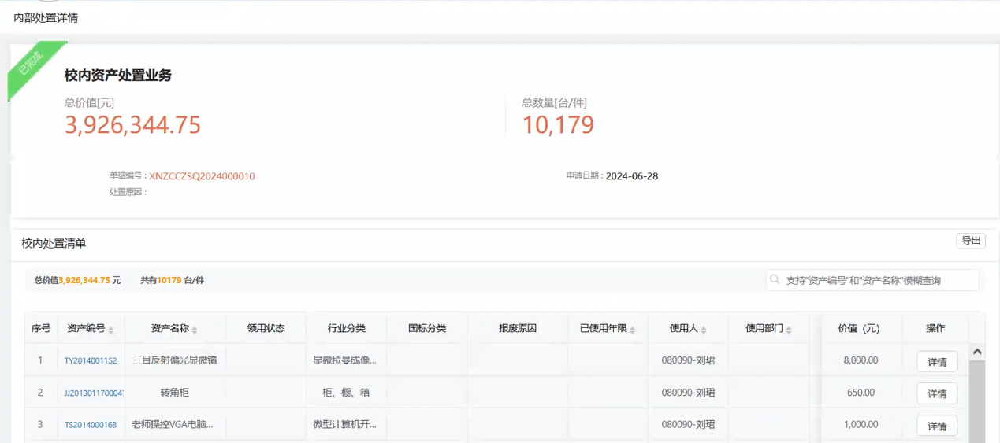 内部处置详情
已完成
校内资产处置业务
总价值[元] 总数量[台/件]
3,926,344.75 10,179
单据编号：XNZCCZSQ2024000010 申请日期：2024-06-28
处置原因：
校内处置清单 导出
总价值3,926,344.75 元 共有10179 台/件 支持"资产编号"和"资产名称"模糊查询
序号 资产编号 资产名称 领用状态 行业分类 国标分类 报废原因 已使用年限 使用人 使用部门 价值（元） 操作
1 TY2014001152 三目反射偏光显微镜 显微拉曼成像... 080090-刘珺 8,000.00 详情
2 JJ2013011700047 转角柜 柜、橱、箱 080090-刘珺 650.00 详情
3 TS2014000168 老师操控VGA电脑... 微型计算机开... 080090-刘珺 1,000.00 详情